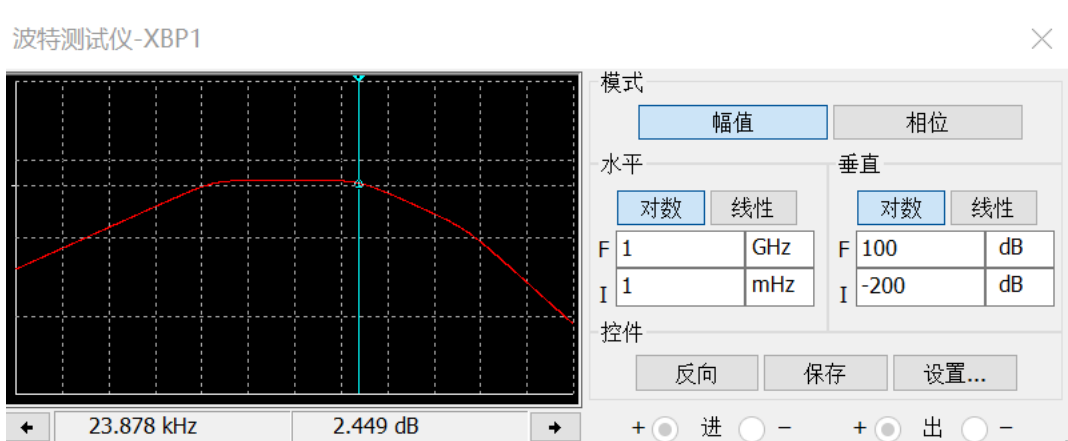 波特测试仪-XBP1
模式
幅值 相位
水平 垂直
对数 线性 对数 线性
F 1 GHz F 100 dB
I 1 mHz I -200 dB
控件
反向 保存 设置...
23.878 kHz 2.449 dB + 进 - + 出 -